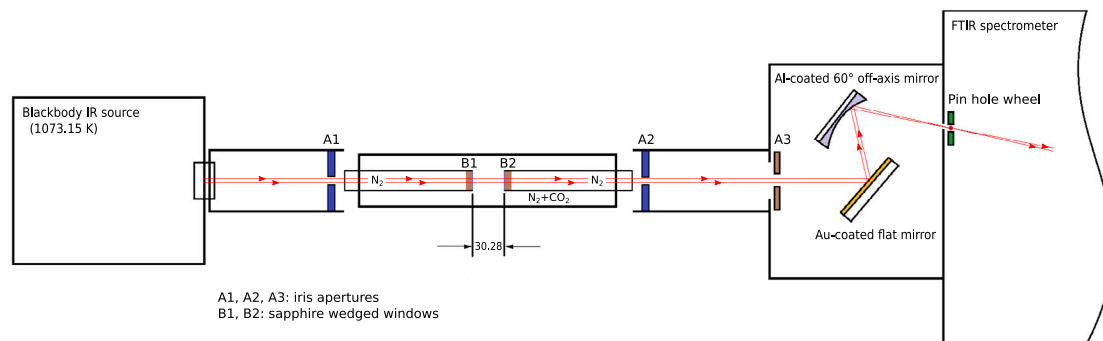 FTIR spectrometer
Al-coated 60° off-axis mirror
Blackbody IR source
(1073.15 K)
Pin hole wheel
A1
A2
A3
B1
B2
N₂
N₂
N₂+CO₂
Au-coated flat mirror
30.28
A1, A2, A3: iris apertures
B1, B2: sapphire wedged windows